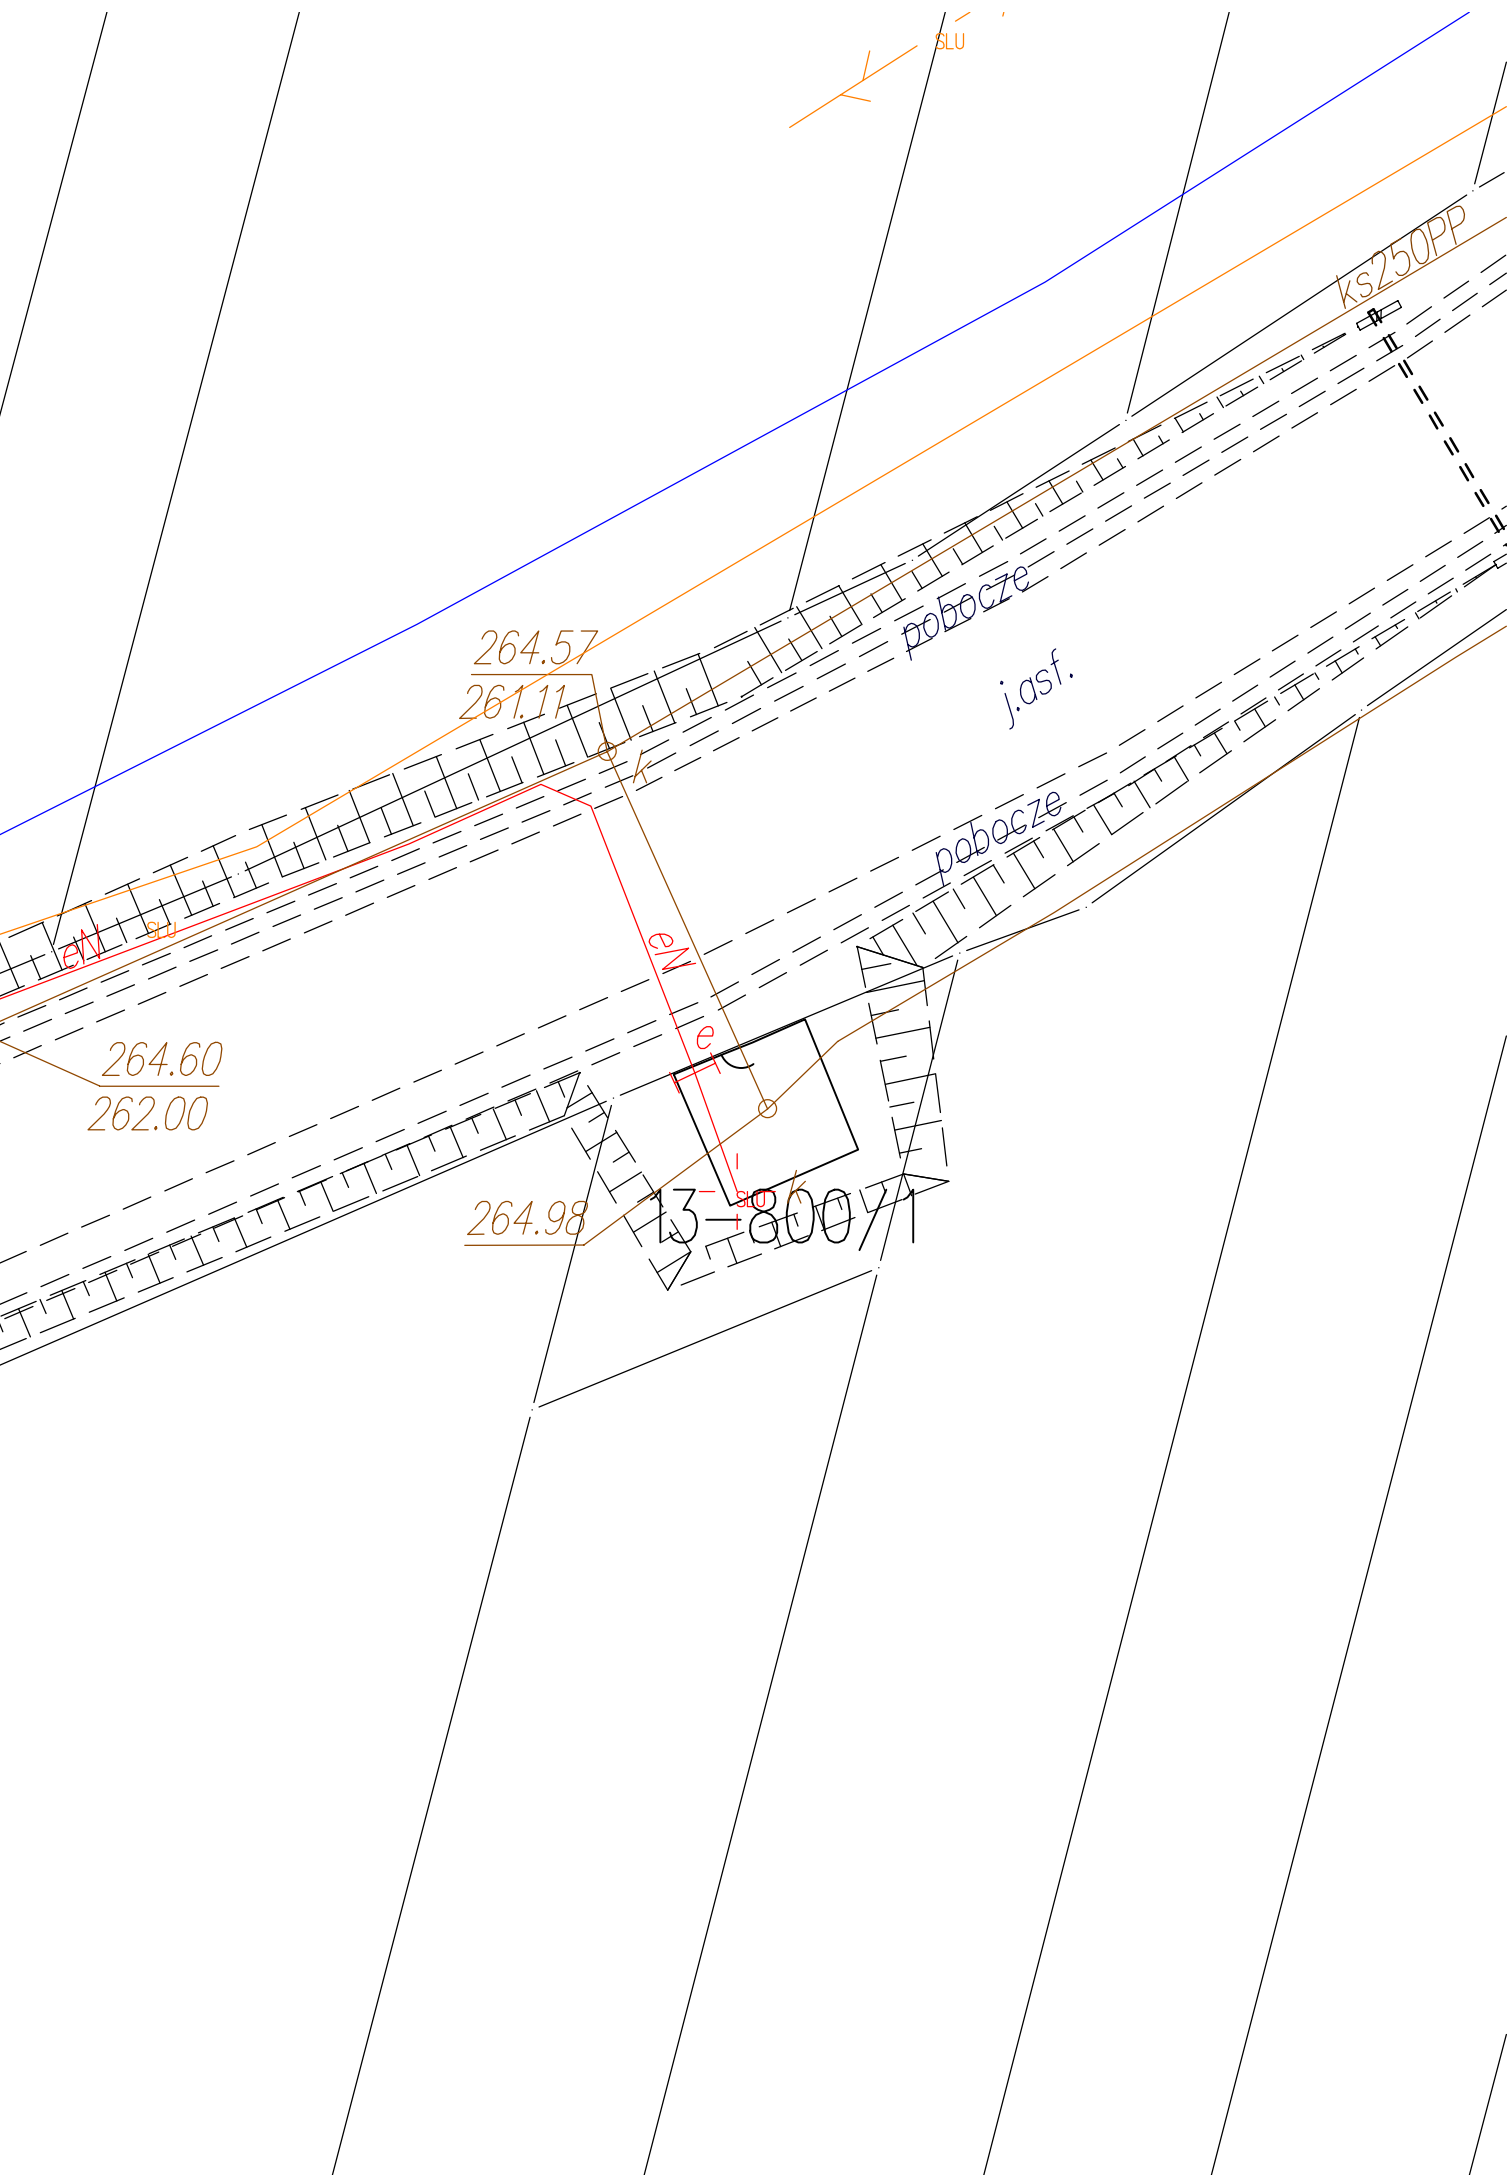 SLU
ks250PP
pobocze
264.57
261.11
j.asf.
k
pobocze
SLU
eN
eN
e
264.60
262.00
k
SLU
13-800/1
264.98